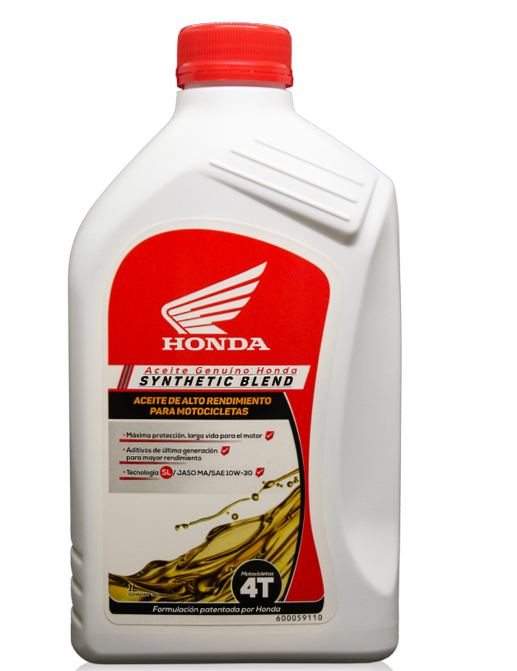 HONDA
Aceite Genuino Honda
SYNTHETIC BLEND
ACEITE DE ALTO RENDIMIENTO
PARA MOTOCICLETAS
· Máxima protección, larga vida para el motor
· Aditivos de última generación
para mayor rendimiento
· Tecnología SL / JASO MA/SAE 10W-30
1L
Motocicletas
4T
Formulación patentada por Honda
600059110